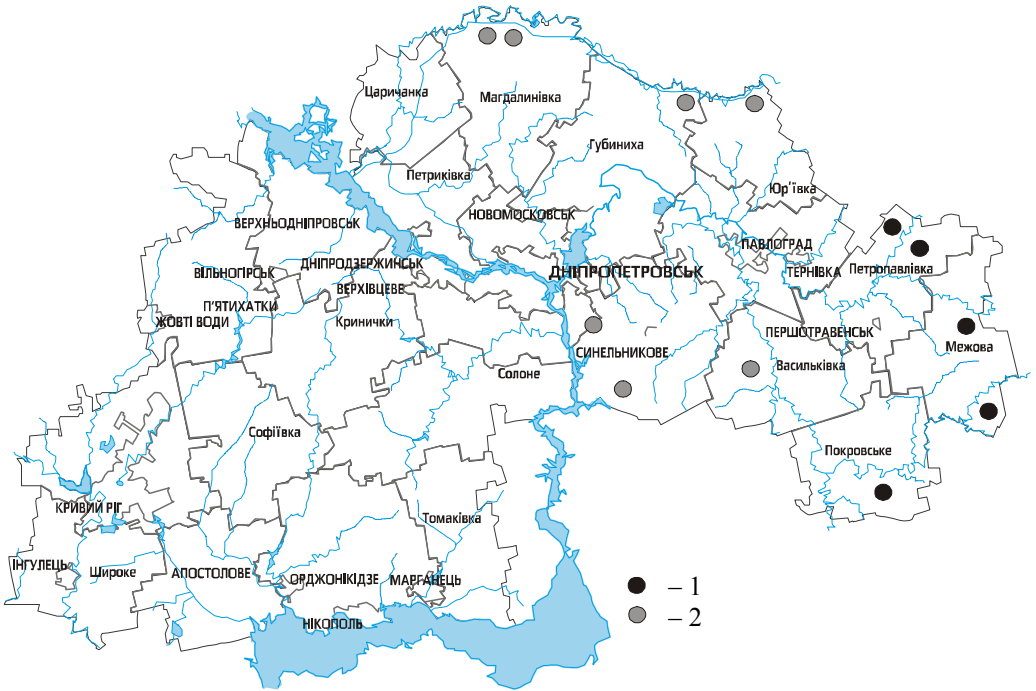 Царичанка
Магдалинівка
Губиниха
Петриківка
Юр'ївка
НОВОМОСКОВСЬК
ВЕРХНЬОДНІПРОВСЬК
ПАВЛОГРАД
ДНІПРОДЗЕРЖИНСЬК
ДНІПРОПЕТРОВСЬК
ТЕРНІВКА
Петропавлівка
ВІЛЬНОГІРСЬК
ВЕРХІВЦЕВЕ
П'ЯТИХАТКИ
ЖОВТІ ВОДИ
Кринички
ПЕРШОТРАВЕНСЬК
Межова
СИНЕЛЬНИКОВЕ
Васильківка
Солоне
Софіївка
Покровське
КРИВИЙ РІГ
Томаківка
ІНГУЛЕЦЬ
Широке
АПОСТОЛОВЕ
ОРДЖОНІКІДЗЕ
МАРГАНЕЦЬ
НІКОПОЛЬ
– 1
– 2